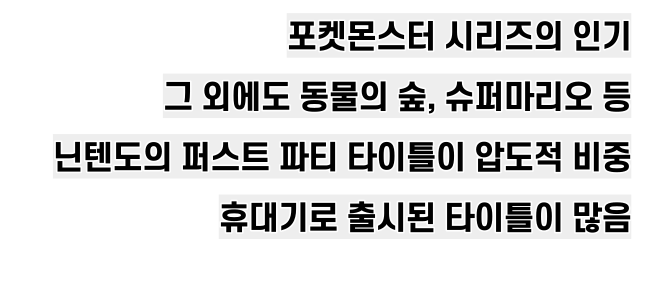 포켓몬스터 시리즈의 인기
그 외에도 동물의 숲, 슈퍼마리오 등
닌텐도의 퍼스트 파티 타이틀이 압도적 비중
휴대기로 출시된 타이틀이 많음